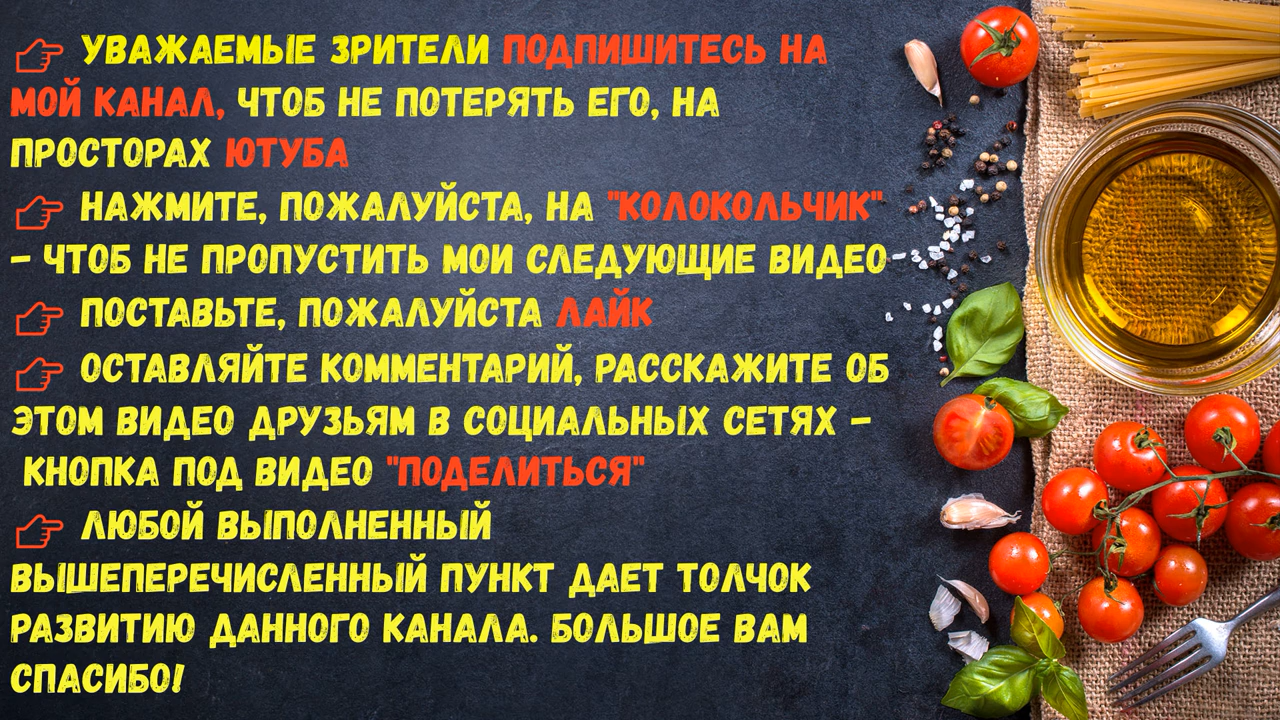 УВАЖАЕМЫЕ ЗРИТЕЛИ ПОДПИШИТЕСЬ НА
МОЙ КАНАЛ, ЧТОБ НЕ ПОТЕРЯТЬ ЕГО, НА
ПРОСТОРАХ ЮТУБА
НАЖМИТЕ, ПОЖАЛУЙСТА, НА "КОЛОКОЛЬЧИК"
- ЧТОБ НЕ ПРОПУСТИТЬ МОИ СЛЕДУЮЩИЕ ВИДЕО
ПОСТАВЬТЕ, ПОЖАЛУЙСТА ЛАЙК
ОСТАВЛЯЙТЕ КОММЕНТАРИЙ, РАССКАЖИТЕ ОБ
ЭТОМ ВИДЕО ДРУЗЬЯМ В СОЦИАЛЬНЫХ СЕТЯХ -
КНОПКА ПОД ВИДЕО "ПОДЕЛИТЬСЯ"
ЛЮБОЙ ВЫПОЛНЕННЫЙ
ВЫШЕПЕРЕЧИСЛЕННЫЙ ПУНКТ ДАЕТ ТОЛЧОК
РАЗВИТИЮ ДАННОГО КАНАЛА. БОЛЬШОЕ ВАМ
СПАСИБО!